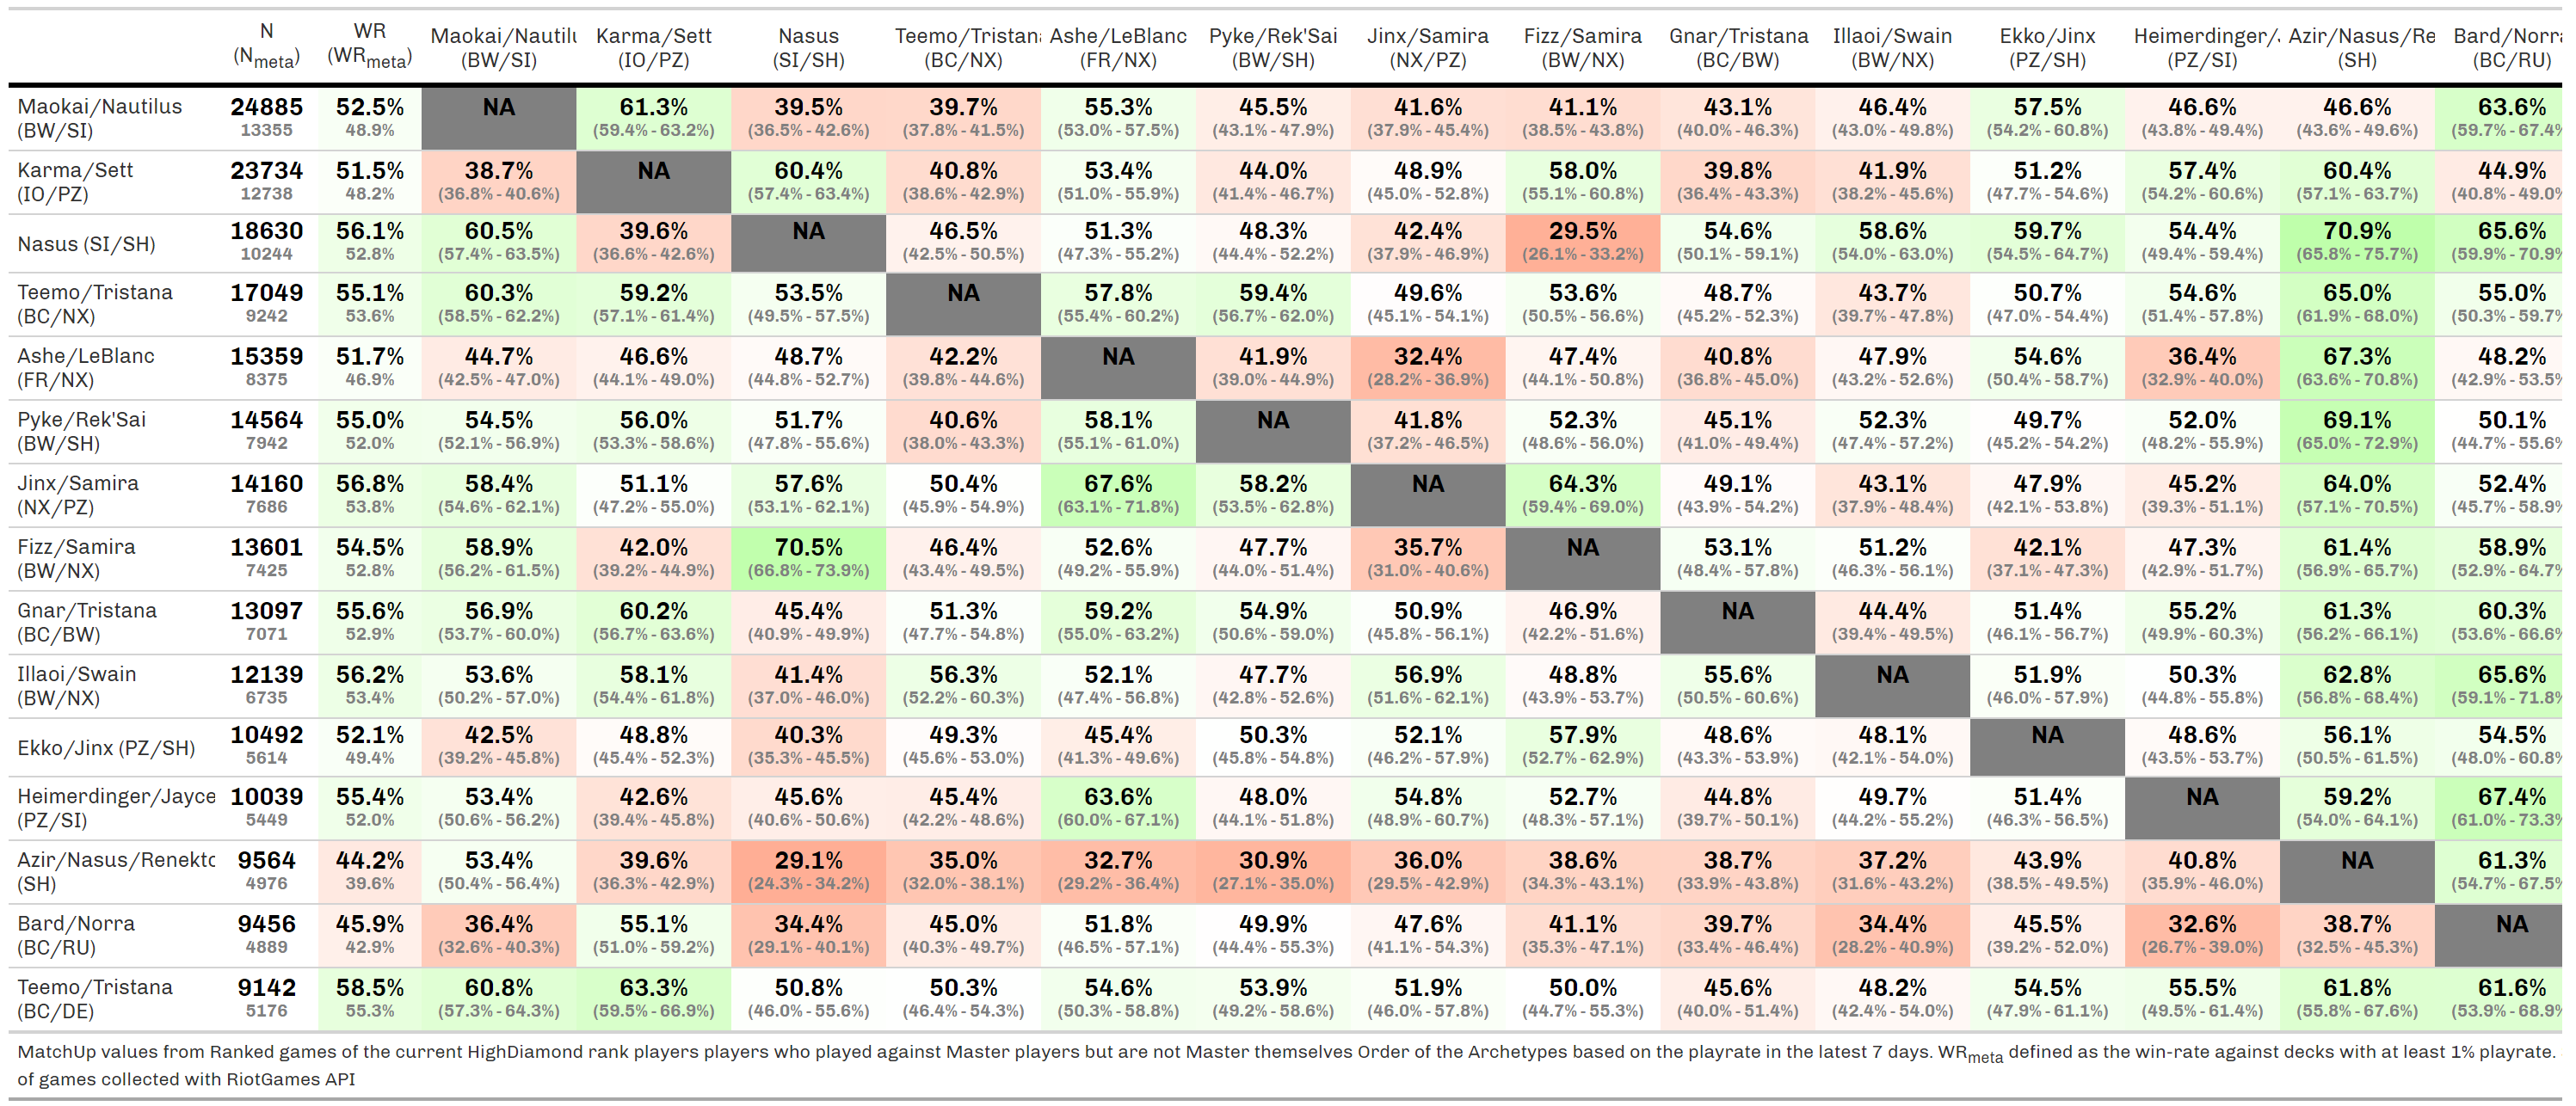 N WR Maokai/Nautilu Karma/Sett Nasus Teemo/Tristana Ashe/LeBlanc Pyke/Rek'Sai Jinx/Samira Fizz/Samira Gnar/Tristana Illaoi/Swain Ekko/Jinx Heimerdinger/J Azir/Nasus/Re Bard/Norra
(Nmeta) (WRmeta) (BW/SI) (IO/PZ) (SI/SH) (BC/NX) (FR/NX) (BW/SH) (NX/PZ) (BW/NX) (BC/BW) (BW/NX) (PZ/SH) (PZ/SI) (SH) (BC/RU)
Maokai/Nautilus 24885 52.5% NA 61.3% 39.5% 39.7% 55.3% 45.5% 41.6% 41.1% 43.1% 46.4% 57.5% 46.6% 46.6% 63.6%
(BW/SI) 13355 48.9% (59.4% - 63.2%) (36.5% - 42.6%) (37.8% - 41.5%) (53.0% - 57.5%) (43.1% - 47.9%) (37.9% - 45.4%) (38.5% - 43.8%) (40.0% - 46.3%) (43.0% - 49.8%) (54.2% - 60.8%) (43.8% - 49.4%) (43.6% - 49.6%) (59.7% - 67.4%
Karma/Sett 23734 51.5% 38.7% NA 60.4% 40.8% 53.4% 44.0% 48.9% 58.0% 39.8% 41.9% 51.2% 57.4% 60.4% 44.9%
(IO/PZ) 12738 48.2% (36.8% - 40.6%) (57.4% - 63.4%) (38.6% - 42.9%) (51.0% - 55.9%) (41.4% - 46.7%) (45.0% - 52.8%) (55.1% - 60.8%) (36.4% - 43.3%) (38.2% - 45.6%) (47.7% - 54.6%) (54.2% - 60.6%) (57.1% - 63.7%) (40.8% - 49.0%
Nasus (SI/SH) 18630 56.1% 60.5% 39.6% NA 46.5% 51.3% 48.3% 42.4% 29.5% 54.6% 58.6% 59.7% 54.4% 70.9% 65.6%
10244 52.8% (57.4% - 63.5%) (36.6% - 42.6%) (42.5% - 50.5%) (47.3% - 55.2%) (44.4% - 52.2%) (37.9% - 46.9%) (26.1% - 33.2%) (50.1% - 59.1%) (54.0% - 63.0%) (54.5% - 64.7%) (49.4% - 59.4%) (65.8% - 75.7%) (59.9% - 70.9%
Teemo/Tristana 17049 55.1% 60.3% 59.2% 53.5% NA 57.8% 59.4% 49.6% 53.6% 48.7% 43.7% 50.7% 54.6% 65.0% 55.0%
(BC/NX) 9242 53.6% (58.5% - 62.2%) (57.1% - 61.4%) (49.5% - 57.5%) (55.4% - 60.2%) (56.7% - 62.0%) (45.1% - 54.1%) (50.5% - 56.6%) (45.2% - 52.3%) (39.7% - 47.8%) (47.0% - 54.4%) (51.4% - 57.8%) (61.9% - 68.0%) (50.3% - 59.7%
Ashe/LeBlanc 15359 51.7% 44.7% 46.6% 48.7% 42.2% NA 41.9% 32.4% 47.4% 40.8% 47.9% 54.6% 36.4% 67.3% 48.2%
(FR/NX) 8375 46.9% (42.5% - 47.0%) (44.1% - 49.0%) (44.8% - 52.7%) (39.8% - 44.6%) (39.0% - 44.9%) (28.2% - 36.9%) (44.1% - 50.8%) (36.8% - 45.0%) (43.2% - 52.6%) (50.4% - 58.7%) (32.9% - 40.0%) (63.6% - 70.8%) (42.9% - 53.5%
Pyke/Rek'Sai 14564 55.0% 54.5% 56.0% 51.7% 40.6% 58.1% NA 41.8% 52.3% 45.1% 52.3% 49.7% 52.0% 69.1% 50.1%
(BW/SH) 7942 52.0% (52.1% - 56.9%) (53.3% - 58.6%) (47.8% - 55.6%) (38.0% - 43.3%) (55.1% - 61.0%) (37.2% - 46.5%) (48.6% - 56.0%) (41.0% - 49.4%) (47.4% - 57.2%) (45.2% - 54.2%) (48.2% - 55.9%) (65.0% - 72.9%) (44.7% - 55.6%
Jinx/Samira 14160 56.8% 58.4% 51.1% 57.6% 50.4% 67.6% 58.2% NA 64.3% 49.1% 43.1% 47.9% 45.2% 64.0% 52.4%
(NX/PZ) 7686 53.8% (54.6% - 62.1%) (47.2% - 55.0%) (53.1% - 62.1%) (45.9% - 54.9%) (63.1% - 71.8%) (53.5% - 62.8%) (59.4% - 69.0%) (43.9% - 54.2%) (37.9% - 48.4%) (42.1% - 53.8%) (39.3% - 51.1%) (57.1% - 70.5%) (45.7% - 58.9%
Fizz/Samira 13601 54.5% 58.9% 42.0% 70.5% 46.4% 52.6% 47.7% 35.7% NA 53.1% 51.2% 42.1% 47.3% 61.4% 58.9%
(BW/NX) 7425 52.8% (56.2% - 61.5%) (39.2% - 44.9%) (66.8% - 73.9%) (43.4% - 49.5%) (49.2% - 55.9%) (44.0% - 51.4%) (31.0% - 40.6%) (48.4% - 57.8%) (46.3% - 56.1%) (37.1% - 47.3%) (42.9% - 51.7%) (56.9% - 65.7%) (52.9% - 64.7%
Gnar/Tristana 13097 55.6% 56.9% 60.2% 45.4% 51.3% 59.2% 54.9% 50.9% 46.9% NA 44.4% 51.4% 55.2% 61.3% 60.3%
(BC/BW) 7071 52.9% (53.7% - 60.0%) (56.7% - 63.6%) (40.9% - 49.9%) (47.7% - 54.8%) (55.0% - 63.2%) (50.6% - 59.0%) (45.8% - 56.1%) (42.2% - 51.6%) (39.4% - 49.5%) (46.1% - 56.7%) (49.9% - 60.3%) (56.2% - 66.1%) (53.6% - 66.6%
Illaoi/Swain 12139 56.2% 53.6% 58.1% 41.4% 56.3% 52.1% 47.7% 56.9% 48.8% 55.6% NA 51.9% 50.3% 62.8% 65.6%
(BW/NX) 6735 53.4% (50.2% - 57.0%) (54.4% - 61.8%) (37.0% - 46.0%) (52.2% - 60.3%) (47.4% - 56.8%) (42.8% - 52.6%) (51.6% - 62.1%) (43.9% - 53.7%) (50.5% - 60.6%) (46.0% - 57.9%) (44.8% - 55.8%) (56.8% - 68.4%) (59.1% - 71.8%
Ekko/Jinx (PZ/SH) 10492 52.1% 42.5% 48.8% 40.3% 49.3% 45.4% 50.3% 52.1% 57.9% 48.6% 48.1% NA 48.6% 56.1% 54.5%
5614 49.4% (39.2% - 45.8%) (45.4% - 52.3%) (35.3% - 45.5%) (45.6% - 53.0%) (41.3% - 49.6%) (45.8% - 54.8%) (46.2% - 57.9%) (52.7% - 62.9%) (43.3% - 53.9%) (42.1% - 54.0%) (43.5% - 53.7%) (50.5% - 61.5%) (48.0% - 60.8%
Heimerdinger/Jayce 10039 55.4% 53.4% 42.6% 45.6% 45.4% 63.6% 48.0% 54.8% 52.7% 44.8% 49.7% 51.4% NA 59.2% 67.4%
(PZ/SI) 5449 52.0% (50.6% - 56.2%) (39.4% - 45.8%) (40.6% - 50.6%) (42.2% - 48.6%) (60.0% - 67.1%) (44.1% - 51.8%) (48.9% - 60.7%) (48.3% - 57.1%) (39.7% - 50.1%) (44.2% - 55.2%) (46.3% - 56.5%) (54.0% - 64.1%) (61.0% - 73.3%
Azir/Nasus/Renekto 9564 44.2% 53.4% 39.6% 29.1% 35.0% 32.7% 30.9% 36.0% 38.6% 38.7% 37.2% 43.9% 40.8% NA 61.3%
(SH) 4976 39.6% (50.4% - 56.4%) (36.3% - 42.9%) (24.3% - 34.2%) (32.0% - 38.1%) (29.2% - 36.4%) (27.1% - 35.0%) (29.5% - 42.9%) (34.3% - 43.1%) (33.9% - 43.8%) (31.6% - 43.2%) (38.5% - 49.5%) (35.9% - 46.0%) (54.7% - 67.5%
Bard/Norra 9456 45.9% 36.4% 55.1% 34.4% 45.0% 51.8% 49.9% 47.6% 41.1% 39.7% 34.4% 45.5% 32.6% 38.7% NA
(BC/RU) 4889 42.9% (32.6% - 40.3%) (51.0% - 59.2%) (29.1% - 40.1%) (40.3% - 49.7%) (46.5% - 57.1%) (44.4% - 55.3%) (41.1% - 54.3%) (35.3% - 47.1%) (33.4% - 46.4%) (28.2% - 40.9%) (39.2% - 52.0%) (26.7% - 39.0%) (32.5% - 45.3%)
Teemo/Tristana 9142 58.5% 60.8% 63.3% 50.8% 50.3% 54.6% 53.9% 51.9% 50.0% 45.6% 48.2% 54.5% 55.5% 61.8% 61.6%
(BC/DE) 5176 55.3% (57.3% - 64.3%) (59.5% - 66.9%) (46.0% - 55.6%) (46.4% - 54.3%) (50.3% - 58.8%) (49.2% - 58.6%) (46.0% - 57.8%) (44.7% - 55.3%) (40.0% - 51.4%) (42.4% - 54.0%) (47.9% - 61.1%) (49.5% - 61.4%) (55.8% - 67.6%) (53.9% - 68.9%
MatchUp values from Ranked games of the current HighDiamond rank players players who played against Master players but are not Master themselves Order of the Archetypes based on the playrate in the latest 7 days. WRmeta defined as the win-rate against decks with at least 1% playrate.
of games collected with RiotGames API